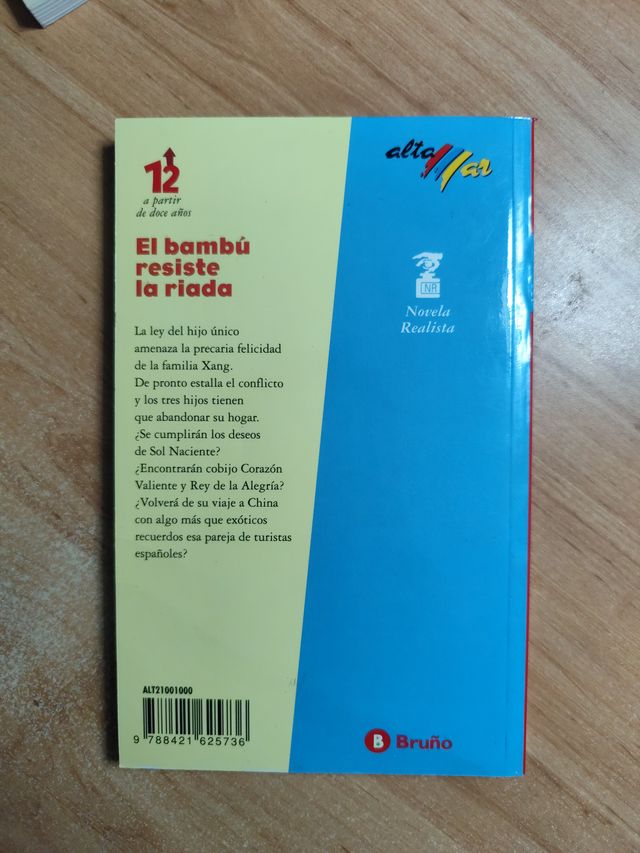 12
a partir
de doce años
El bambú
resiste
la riada
La ley del hijo único
amenaza la precaria felicidad
de la familia Xang.
De pronto estalla el conflicto
y los tres hijos tienen
que abandonar su hogar.
¿Se cumplirán los deseos
de Sol Naciente?
¿Encontrarán cobijo Corazón
Valiente y Rey de la Alegría?
¿Volverá de su viaje a China
con algo más que exóticos
recuerdos esa pareja de turistas
españoles?
ALT21001000
9 788421 625736
alta
Mar
NR
Novela
Realista
B Bruño